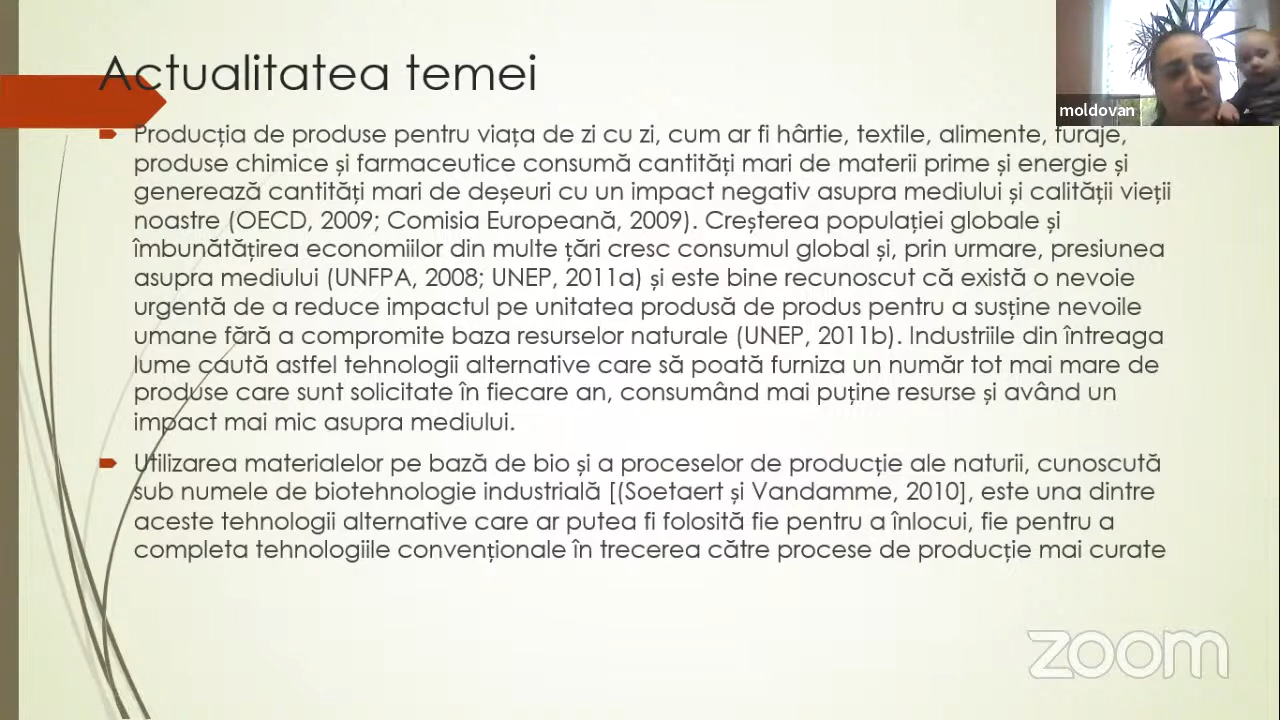 Actualitatea temei
moldovan
Producția de produse pentru viața de zi cu zi, cum ar fi hârtie, textile, alimente, furaje,
produse chimice și farmaceutice consumă cantități mari de materii prime și energie și
generează cantități mari de deșeuri cu un impact negativ asupra mediului și calității vieții
noastre (OECD, 2009; Comisia Europeană, 2009). Creșterea populației globale și
îmbunătățirea economiilor din multe țări cresc consumul global și, prin urmare, presiunea
asupra mediului (UNFPA, 2008; UNEP, 2011a) și este bine recunoscut că există o nevoie
urgentă de a reduce impactul pe unitatea produsă de produs pentru a susține nevoile
umane fără a compromite baza resurselor naturale (UNEP, 2011b). Industriile din întreaga
lume caută astfel tehnologii alternative care să poată furniza un număr tot mai mare de
produse care sunt solicitate în fiecare an, consumând mai puține resurse și având un
impact mai mic asupra mediului.
Utilizarea materialelor pe bază de bio și a proceselor de producție ale naturii, cunoscută
sub numele de biotehnologie industrială [(Soetaert și Vandamme, 2010], este una dintre
aceste tehnologii alternative care ar putea fi folosită fie pentru a înlocui, fie pentru a
completa tehnologiile convenționale în trecerea către procese de producție mai curate
zoom